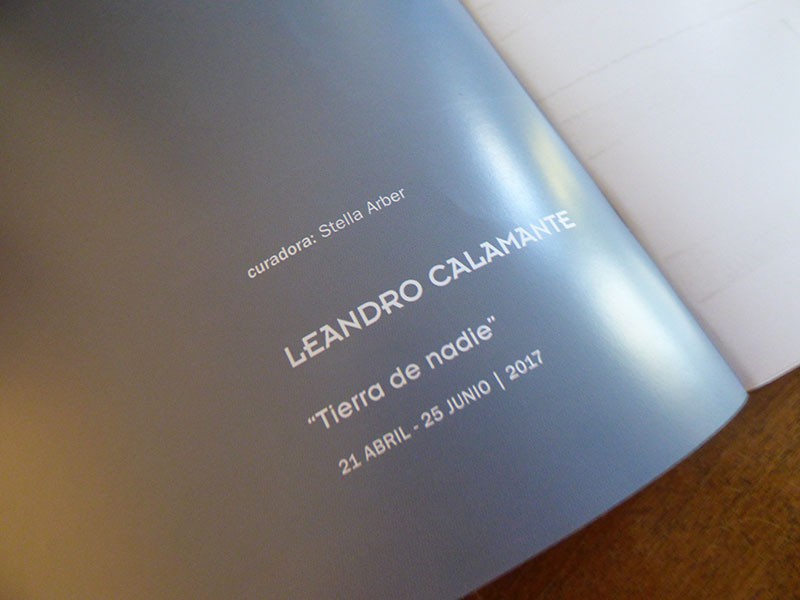 curadora: Stella Arber
LEANDRO CALAMANTE
“Tierra de nadie”
21 ABRIL - 25 JUNIO | 2017